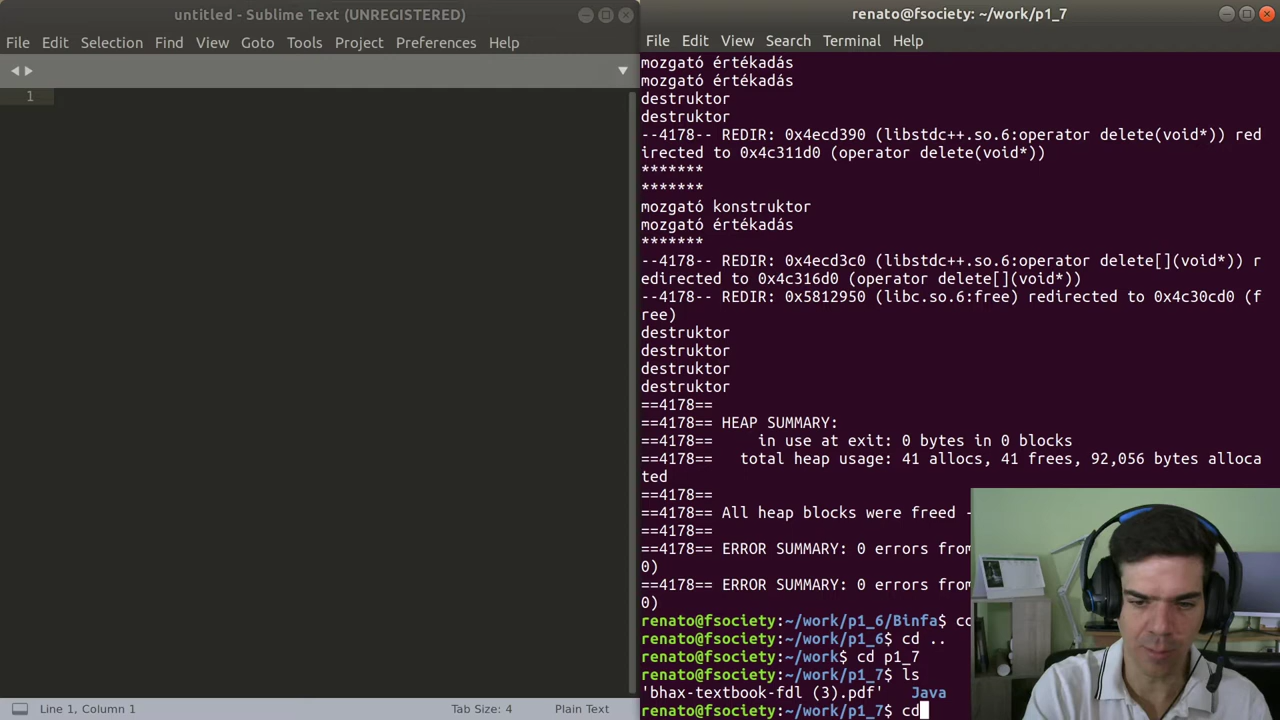 untitled - Sublime Text (UNREGISTERED)
File Edit Selection Find View Goto Tools Project Preferences Help
1
Line 1, Column 1
Tab Size: 4
Plain Text
renato@fsociety: ~/work/p1_7
File Edit View Search Terminal Help
mozgató értékadás
mozgató értékadás
destruktor
destruktor
--4178-- REDIR: 0x4ecd390 (libstdc++.so.6:operator delete(void*)) red
irected to 0x4c311d0 (operator delete(void*))
*******
*******
mozgató konstruktor
mozgató értékadás
*******
--4178-- REDIR: 0x4ecd3c0 (libstdc++.so.6:operator delete[](void*)) r
edirected to 0x4c316d0 (operator delete[](void*))
--4178-- REDIR: 0x5812950 (libc.so.6:free) redirected to 0x4c30cd0 (f
ree)
destruktor
destruktor
destruktor
destruktor
==4178==
==4178== HEAP SUMMARY:
==4178==     in use at exit: 0 bytes in 0 blocks
==4178==   total heap usage: 41 allocs, 41 frees, 92,056 bytes alloca
ted
==4178==
==4178== All heap blocks were freed -
==4178==
==4178== ERROR SUMMARY: 0 errors from
0)
==4178== ERROR SUMMARY: 0 errors from
0)
renato@fsociety:~/work/p1_6/Binfa$ cd
renato@fsociety:~/work/p1_6$ cd ..
renato@fsociety:~/work$ cd p1_7
renato@fsociety:~/work/p1_7$ ls
'bhax-textbook-fdl (3).pdf'   Java
renato@fsociety:~/work/p1_7$ cd